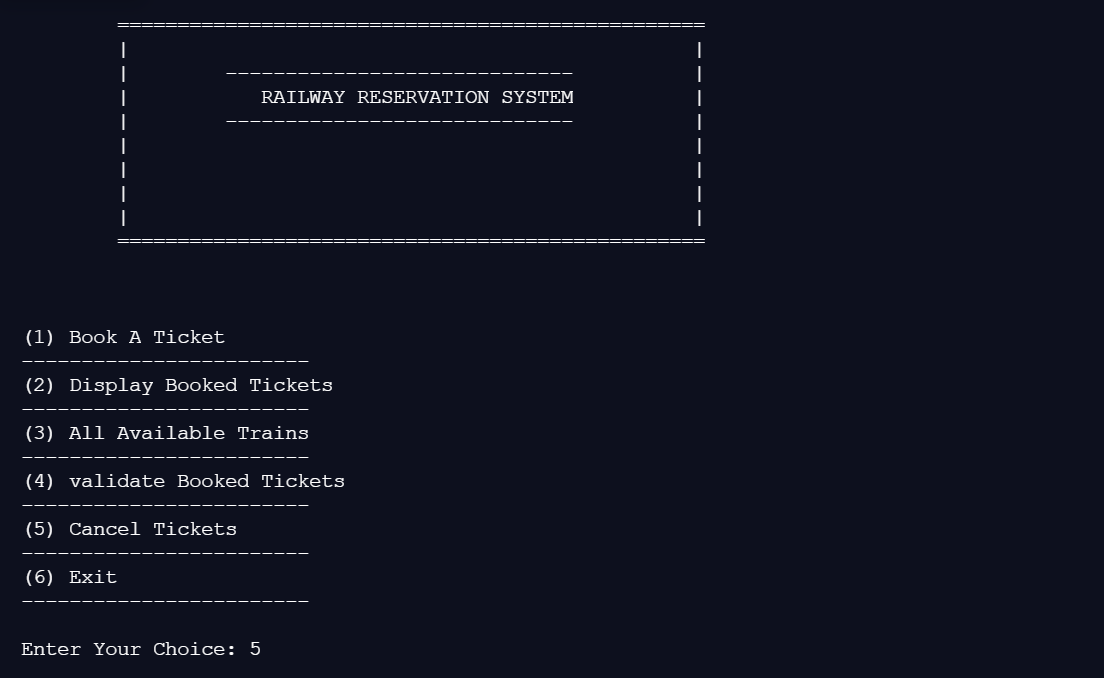 =================================================
|                                               |
|        -----------------------------          |
|           RAILWAY RESERVATION SYSTEM          |
|        -----------------------------          |
|                                               |
|                                               |
|                                               |
|                                               |
=================================================
(1) Book A Ticket
------------------------
(2) Display Booked Tickets
------------------------
(3) All Available Trains
------------------------
(4) validate Booked Tickets
------------------------
(5) Cancel Tickets
------------------------
(6) Exit
------------------------
Enter Your Choice: 5